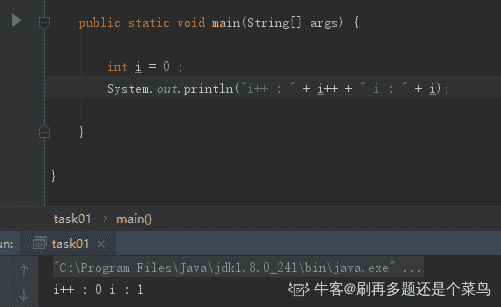 public static void main(String[] args) {
int i = 0 ;
System.out.println("i++ : " + i++ + " i : " + i);
}
}
task01 > main()
un: task01 ×
"C:\Program Files\Java\jdk1.8.0_241\bin\java.exe" ...
i++ : 0 i : 1
牛客@刷再多题还是个菜鸟